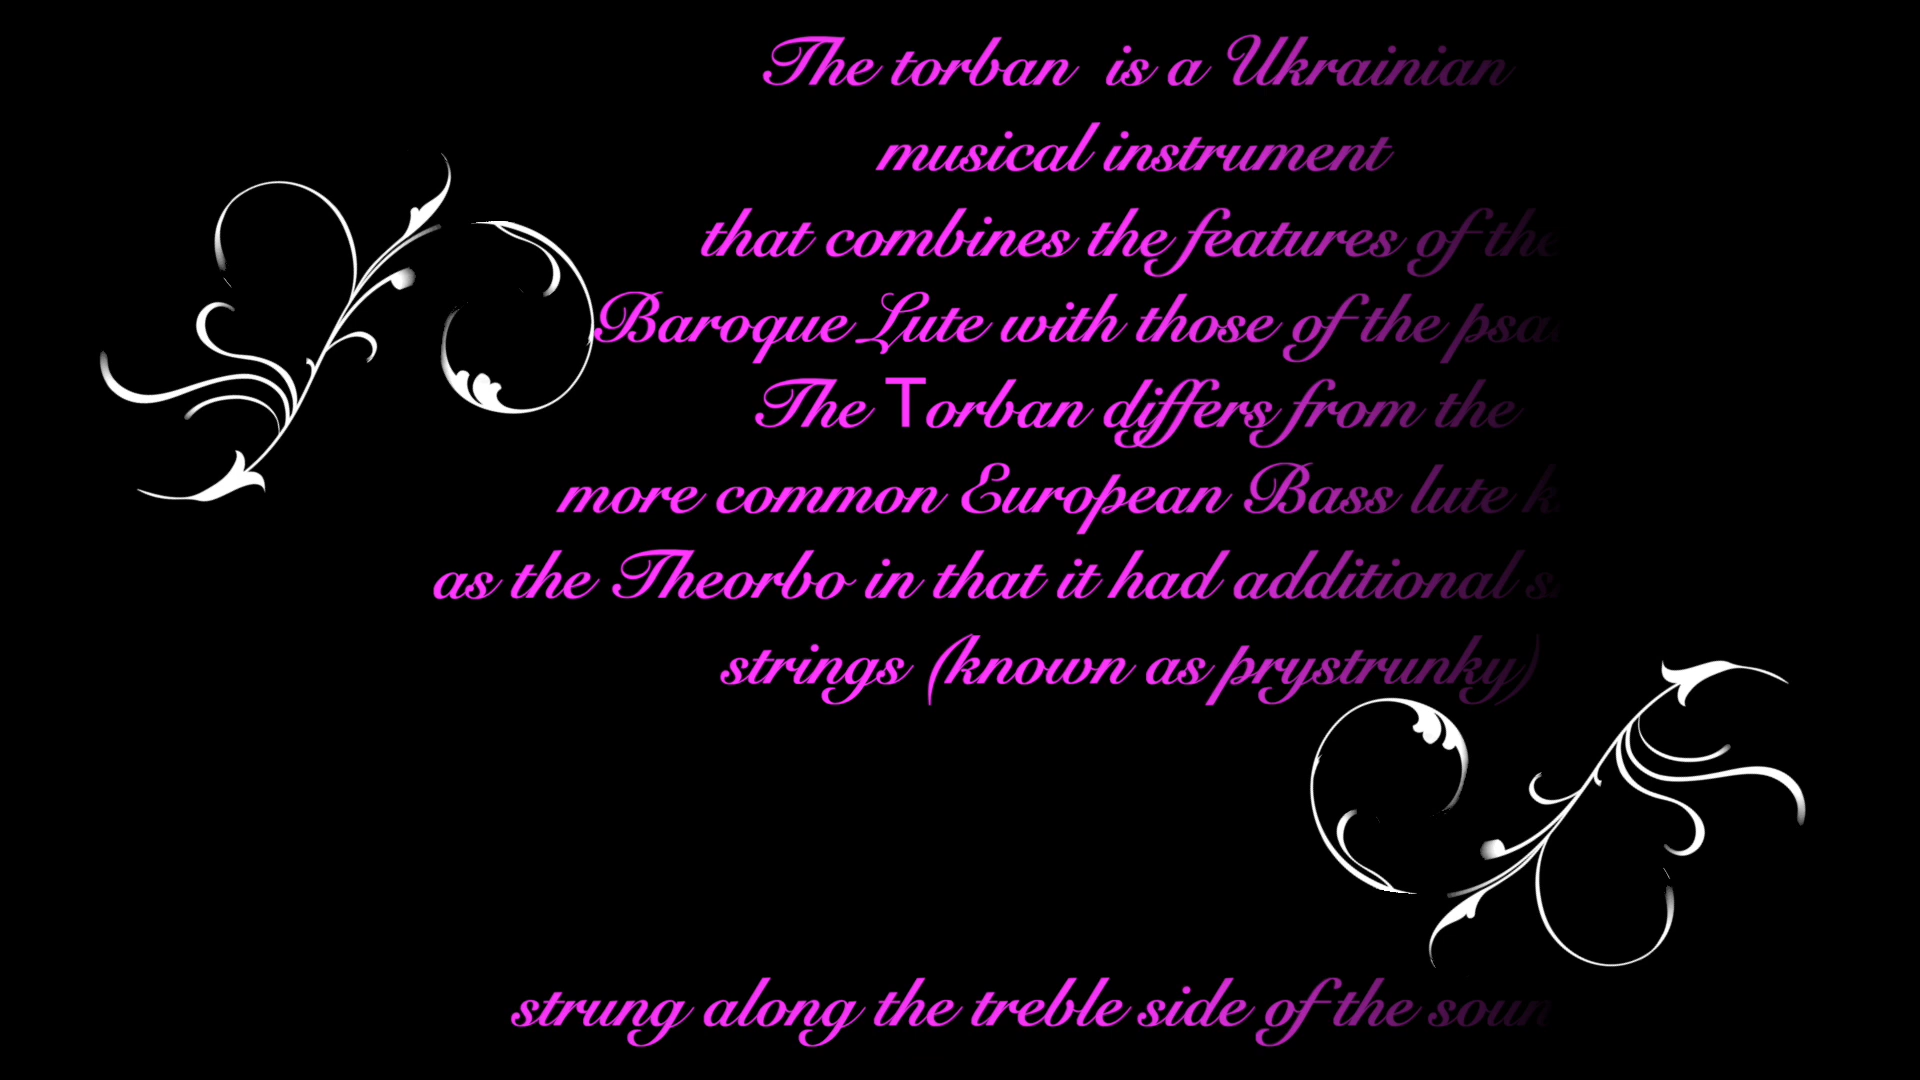 The torban is a Ukrainian
musical instrument
that combines the features of the
Baroque Lute with those of the
The Torban differs from the
more common European Bass lute
as the Theorbo in that it had additional
strings (known as prystrunky)
strung along the treble side of the